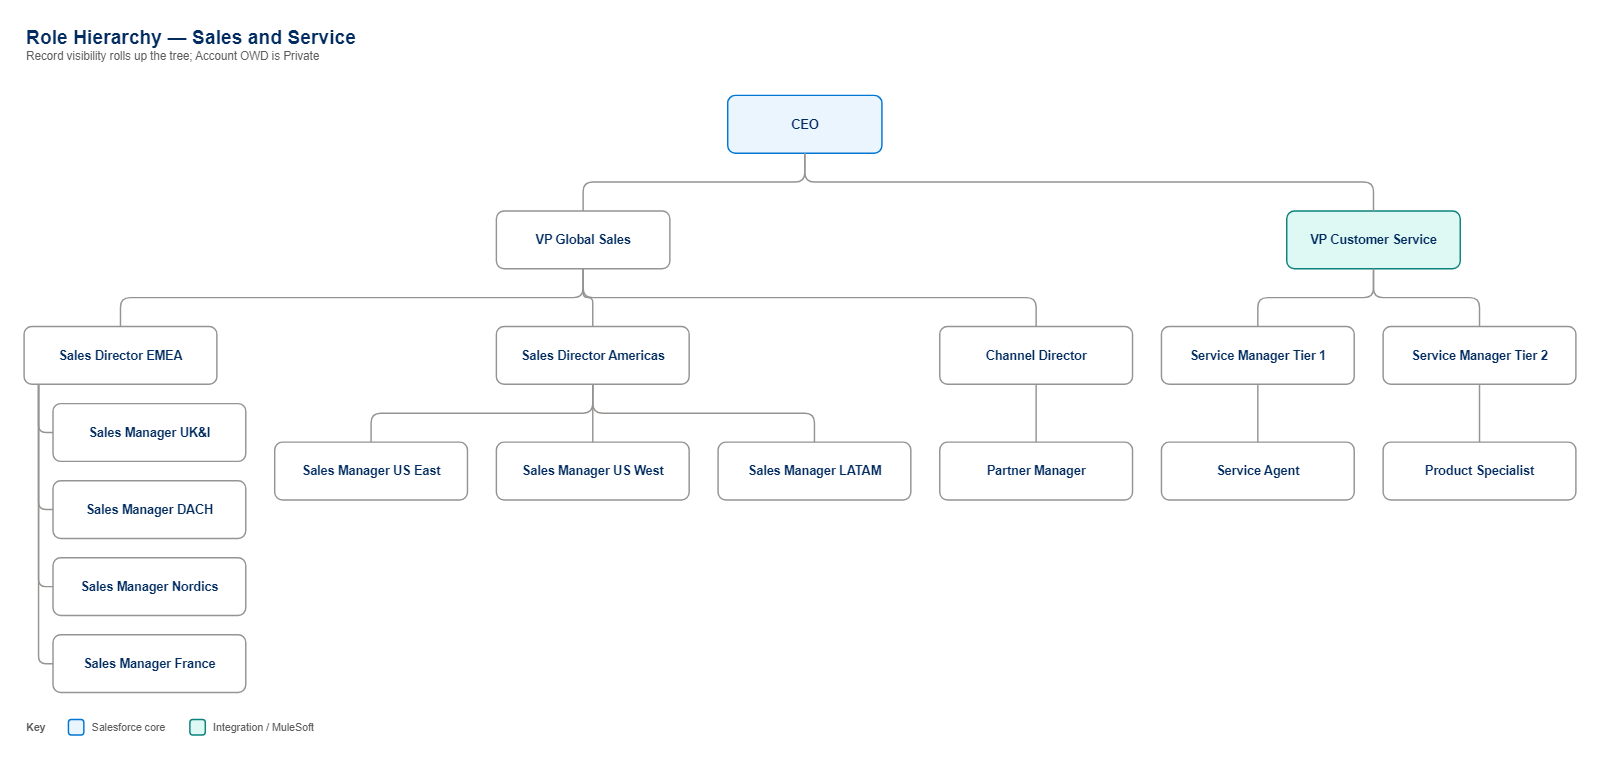 Role Hierarchy — Sales and Service
Record visibility rolls up the tree; Account OWD is Private
CEO
VP Global Sales
VP Customer Service
Sales Director EMEA
Sales Director Americas
Channel Director
Service Manager Tier 1
Service Manager Tier 2
Sales Manager UK&I
Sales Manager US East
Sales Manager US West
Sales Manager LATAM
Partner Manager
Service Agent
Product Specialist
Sales Manager DACH
Sales Manager Nordics
Sales Manager France
Key
Salesforce core
Integration / MuleSoft